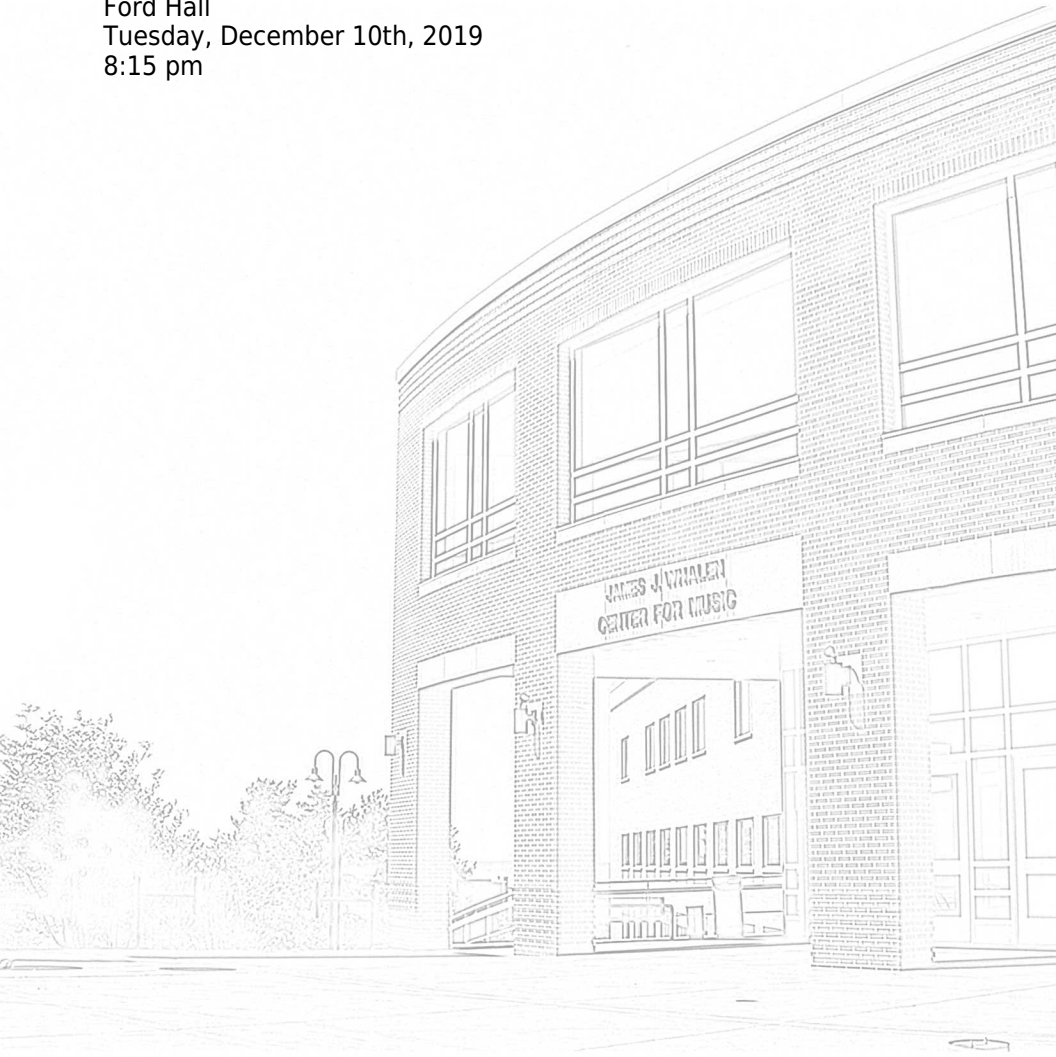 Ford Hall
Tuesday, December 10th, 2019
8:15 pm
JAMES J. WHALEN
CENTER FOR MUSIC